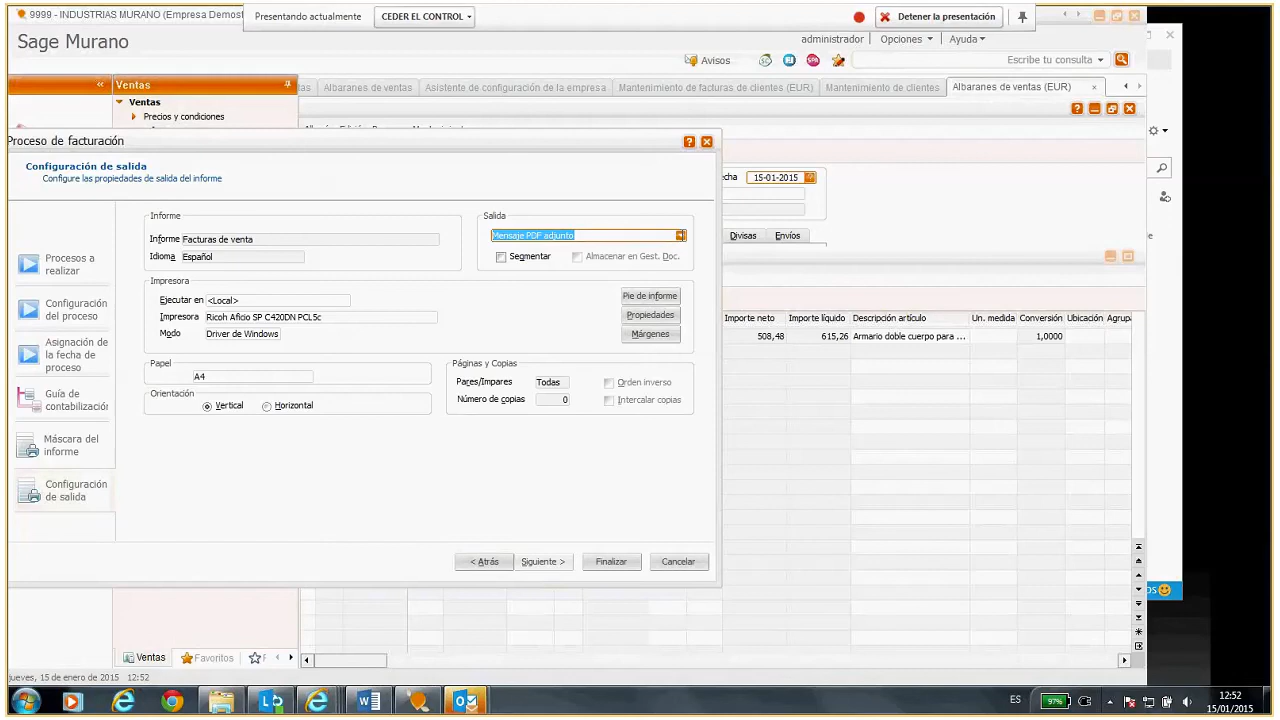 9999 - INDUSTRIAS MURANO (Empresa Demost
Presentando actualmente
CEDER EL CONTROL
Detener la presentación
Sage Murano
administrador
Opciones
Ayuda
Avisos
Escribe tu consulta
Ventas
Albaranes de ventas (EUR)
Asistente de configuración de la empresa
Mantenimiento de facturas de clientes (EUR)
Mantenimiento de clientes
Albaranes de ventas (EUR)
Ventas
Precios y condiciones
Proceso de facturación
Configuración de salida
Configure las propiedades de salida del informe
echa
15-01-2015
Divisas
Envíos
Procesos a realizar
Configuración del proceso
Asignación de la fecha de proceso
Guía de contabilización
Máscara del informe
Configuración de salida
Informe
Informe Facturas de venta
Idioma Español
Salida
Mensaje PDF adjunto
Segmentar
Almacenar en Gest. Doc.
Impresora
Ejecutar en <Local>
Impresora Ricoh Aficio SP C420DN PCL5c
Modo Driver de Windows
Pie de informe
Propiedades
Márgenes
Papel
A4
Orientación
Vertical
Horizontal
Páginas y Copias
Pares/Impares Todas
Orden inverso
Número de copias 0
Intercalar copias
< Atrás
Siguiente >
Finalizar
Cancelar
Importe neto
Importe líquido
Descripción artículo
Un. medida
Conversión
Ubicación
Agrupa
508,48
615,26
Armario doble cuerpo para ...
1,0000
Ventas
Favoritos
jueves, 15 de enero de 2015
12:52
ES
97%
12:52
15/01/2015